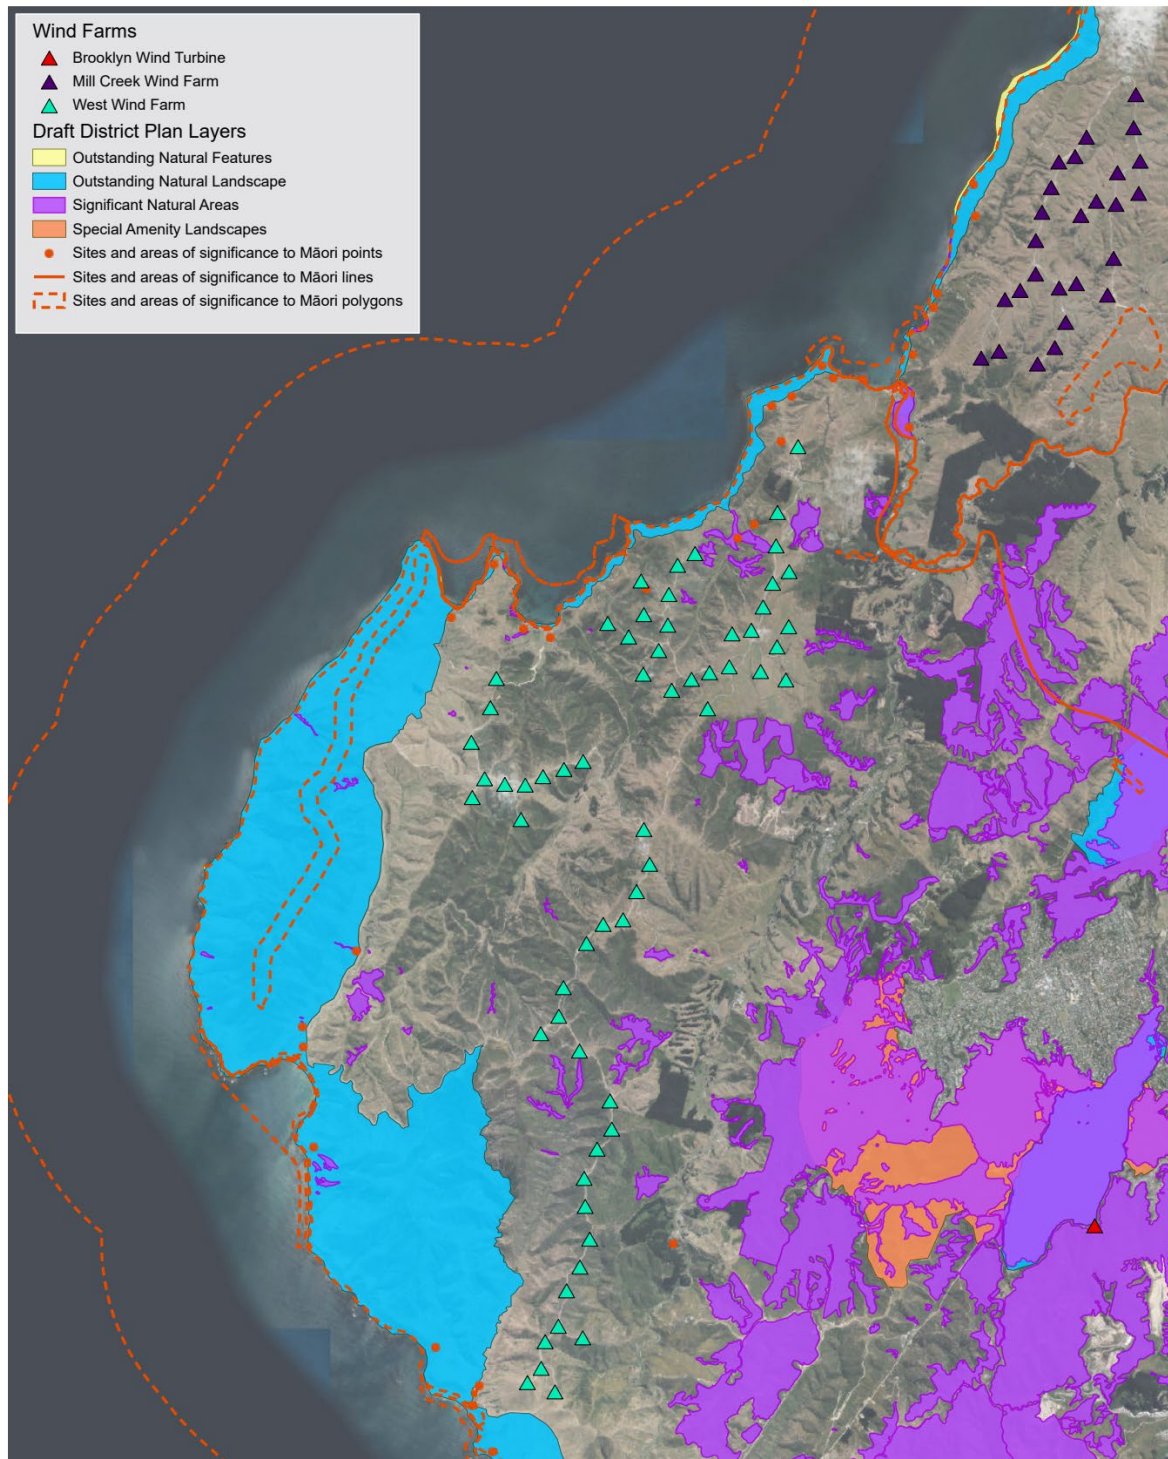 Wind Farms
Brooklyn Wind Turbine
Mill Creek Wind Farm
West Wind Farm
Draft District Plan Layers
Outstanding Natural Features
Outstanding Natural Landscape
Significant Natural Areas
Special Amenity Landscapes
Sites and areas of significance to Māori points
Sites and areas of significance to Māori lines
Sites and areas of significance to Māori polygons